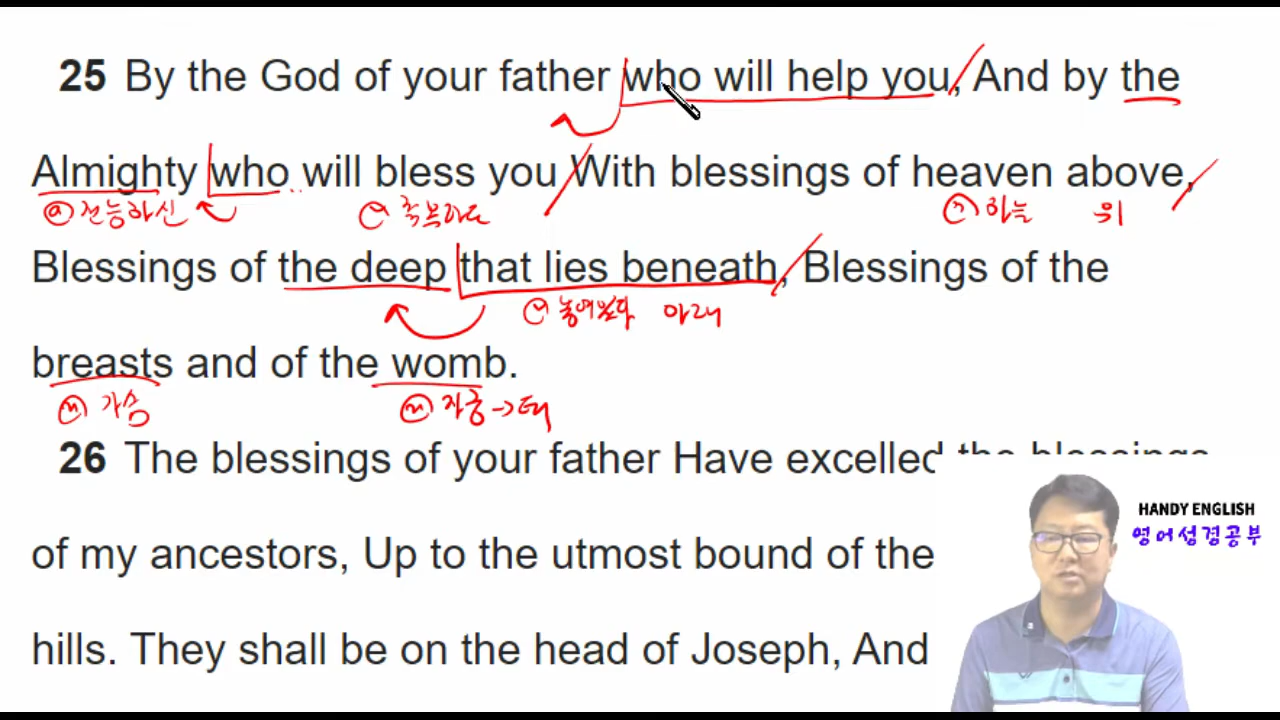 25 By the God of your father who will help you, And by the
Almighty who will bless you With blessings of heaven above,
ⓐ 전능하신 ⓥ 축복하다 ⓝ 하늘 위
Blessings of the deep that lies beneath, Blessings of the
ⓥ 놓여있다 아래
breasts and of the womb.
ⓝ 가슴 ⓝ 자궁→태
26 The blessings of your father Have excelled the blessings
HANDY ENGLISH
영어성경공부
of my ancestors, Up to the utmost bound of the
hills. They shall be on the head of Joseph, And